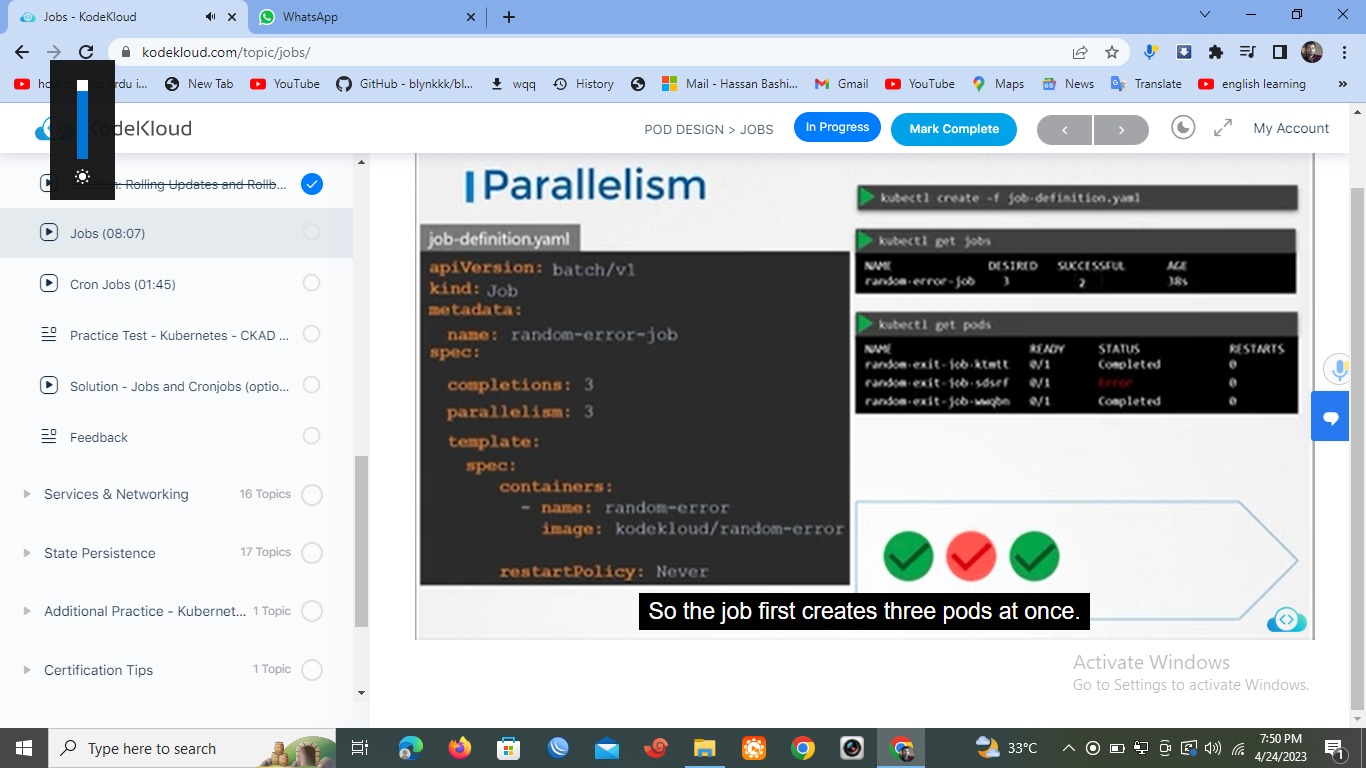 Jobs - KodeKloud
WhatsApp
kodekloud.com/topic/jobs/
New Tab
YouTube
GitHub - blynkkk/bl...
wqq
History
Mail - Hassan Bashi...
Gmail
YouTube
Maps
News
Translate
english learning
»
KodeKloud
POD DESIGN > JOBS
In Progress
Mark Complete
My Account
Solution: Rolling Updates and Rollb...
Jobs (08:07)
Cron Jobs (01:45)
Practice Test - Kubernetes - CKAD ...
Solution - Jobs and Cronjobs (optio...
Feedback
Services & Networking 16 Topics
State Persistence 17 Topics
Additional Practice - Kubernet... 1 Topic
Certification Tips 1 Topic
Parallelism
job-definition.yaml
apiVersion: batch/v1
kind: Job
metadata:
name: random-error-job
spec:
completions: 3
parallelism: 3
template:
spec:
containers:
- name: random-error
image: kodekloud/random-error
restartPolicy: Never
kubectl create -f job-definition.yaml
kubectl get jobs
NAME DESIRED SUCCESSFUL AGE
random-error-job 3 2 38s
kubectl get pods
NAME READY STATUS RESTARTS
random-exit-job-ktmtt 0/1 Completed 0
random-exit-job-sdsrf 0/1 Error 0
random-exit-job-wwqbn 0/1 Completed 0
So the job first creates three pods at once.
Activate Windows
Go to Settings to activate Windows.
Type here to search
33°C
7:50 PM
4/24/2023
1